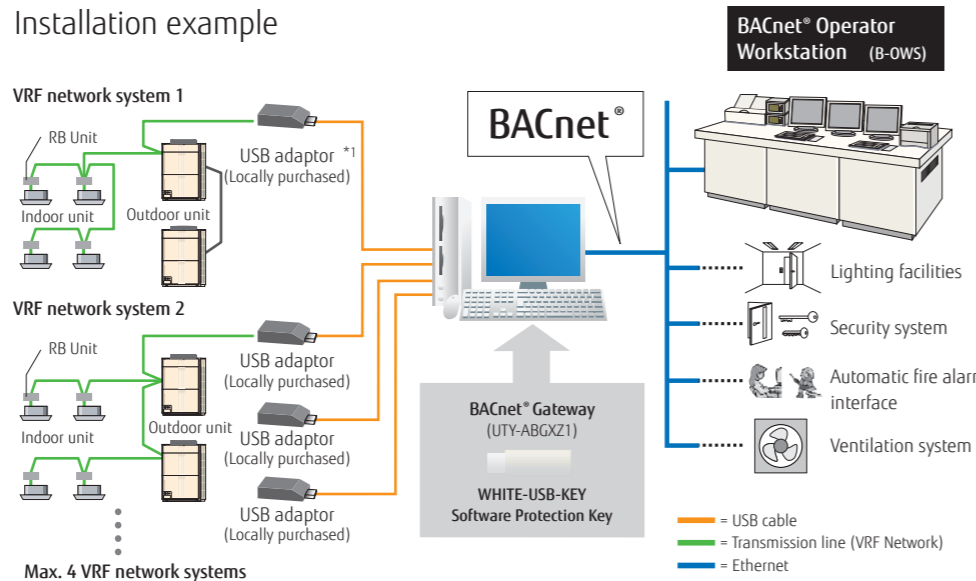 Installation example
BACnet® Operator
Workstation (B-OWS)
VRF network system 1
RB Unit
Indoor unit
Outdoor unit
USB adaptor *1
(Locally purchased)
BACnet®
VRF network system 2
RB Unit
Indoor unit
Outdoor unit
USB adaptor
(Locally purchased)
USB adaptor
(Locally purchased)
USB adaptor
(Locally purchased)
Max. 4 VRF network systems
BACnet® Gateway
(UTY-ABGXZ1)
WHITE-USB-KEY
Software Protection Key
Lighting facilities
Security system
Automatic fire alarm
interface
Ventilation system
= USB cable
= Transmission line (VRF Network)
= Ethernet